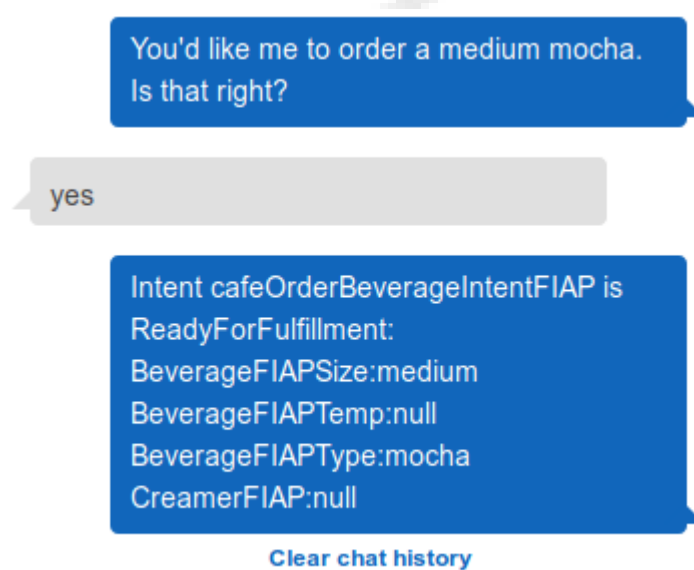 You'd like me to order a medium mocha.
Is that right?
yes
Intent cafeOrderBeverageIntentFIAP is
ReadyForFulfillment:
BeverageFIAPSize:medium
BeverageFIAPTemp:null
BeverageFIAPType:mocha
CreamerFIAP:null
Clear chat history